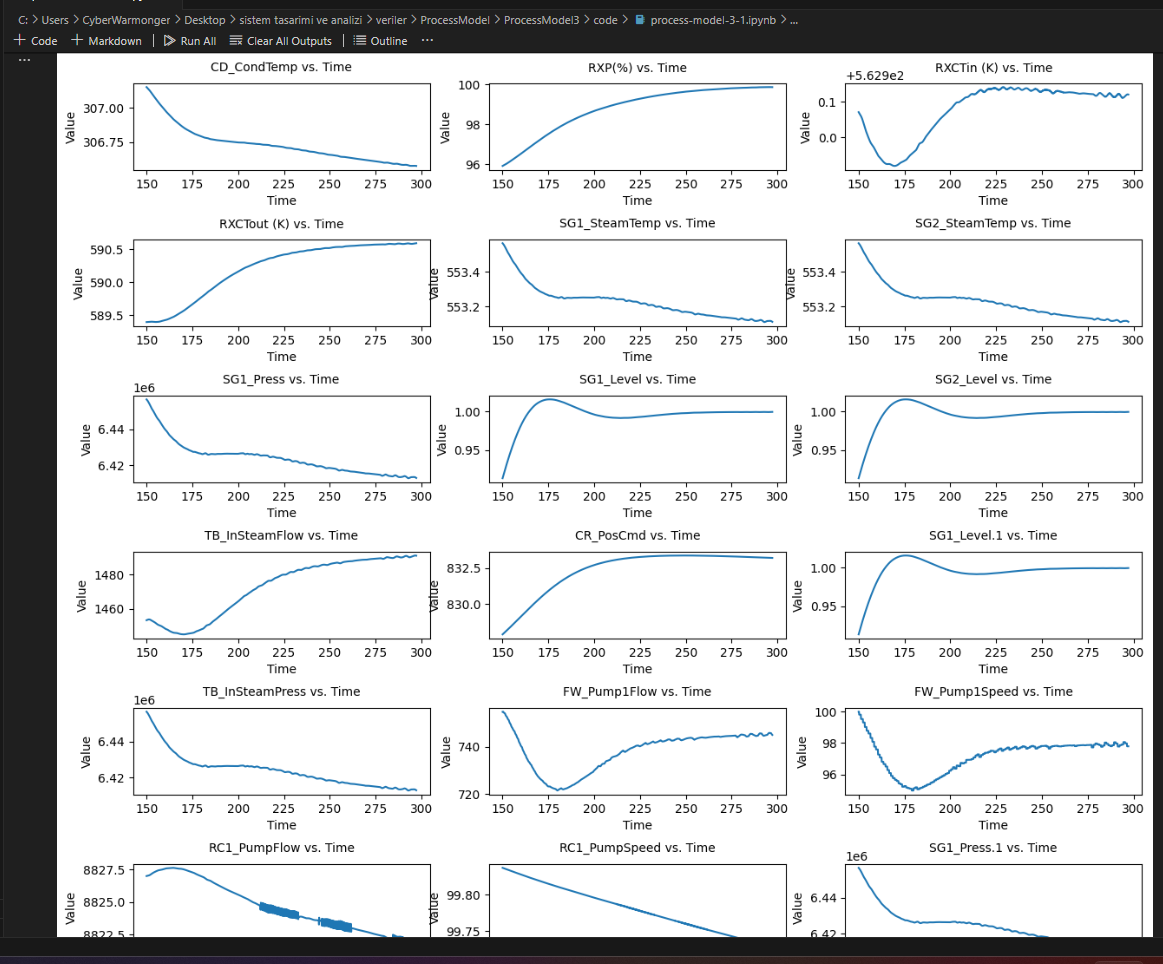 C: > Users > CyberWarmonger > Desktop > sistem tasarimi ve analizi > veriler > ProcessModel > ProcessModel3 > code > process-model-3-1.ipynb > ...
+ Code + Markdown | Run All Clear All Outputs | Outline ...
...
CD_CondTemp vs. Time
307.00
306.75
Value
150 175 200 225 250 275 300
Time
RXP(%) vs. Time
100
98
96
Value
150 175 200 225 250 275 300
Time
RXCTin (K) vs. Time
+5.629e2
0.1
0.0
Value
150 175 200 225 250 275 300
Time
RXCTout (K) vs. Time
590.5
590.0
589.5
Value
150 175 200 225 250 275 300
Time
SG1_SteamTemp vs. Time
553.4
553.2
Value
150 175 200 225 250 275 300
Time
SG2_SteamTemp vs. Time
553.4
553.2
Value
150 175 200 225 250 275 300
Time
SG1_Press vs. Time
1e6
6.44
6.42
Value
150 175 200 225 250 275 300
Time
SG1_Level vs. Time
1.00
0.95
Value
150 175 200 225 250 275 300
Time
SG2_Level vs. Time
1.00
0.95
Value
150 175 200 225 250 275 300
Time
TB_InSteamFlow vs. Time
1480
1460
Value
150 175 200 225 250 275 300
Time
CR_PosCmd vs. Time
832.5
830.0
Value
150 175 200 225 250 275 300
Time
SG1_Level.1 vs. Time
1.00
0.95
Value
150 175 200 225 250 275 300
Time
TB_InSteamPress vs. Time
1e6
6.44
6.42
Value
150 175 200 225 250 275 300
Time
FW_Pump1Flow vs. Time
740
720
Value
150 175 200 225 250 275 300
Time
FW_Pump1Speed vs. Time
100
98
96
Value
150 175 200 225 250 275 300
Time
RC1_PumpFlow vs. Time
8827.5
8825.0
8822.5
Value
RC1_PumpSpeed vs. Time
99.80
99.75
Value
SG1_Press.1 vs. Time
1e6
6.44
6.42
Value